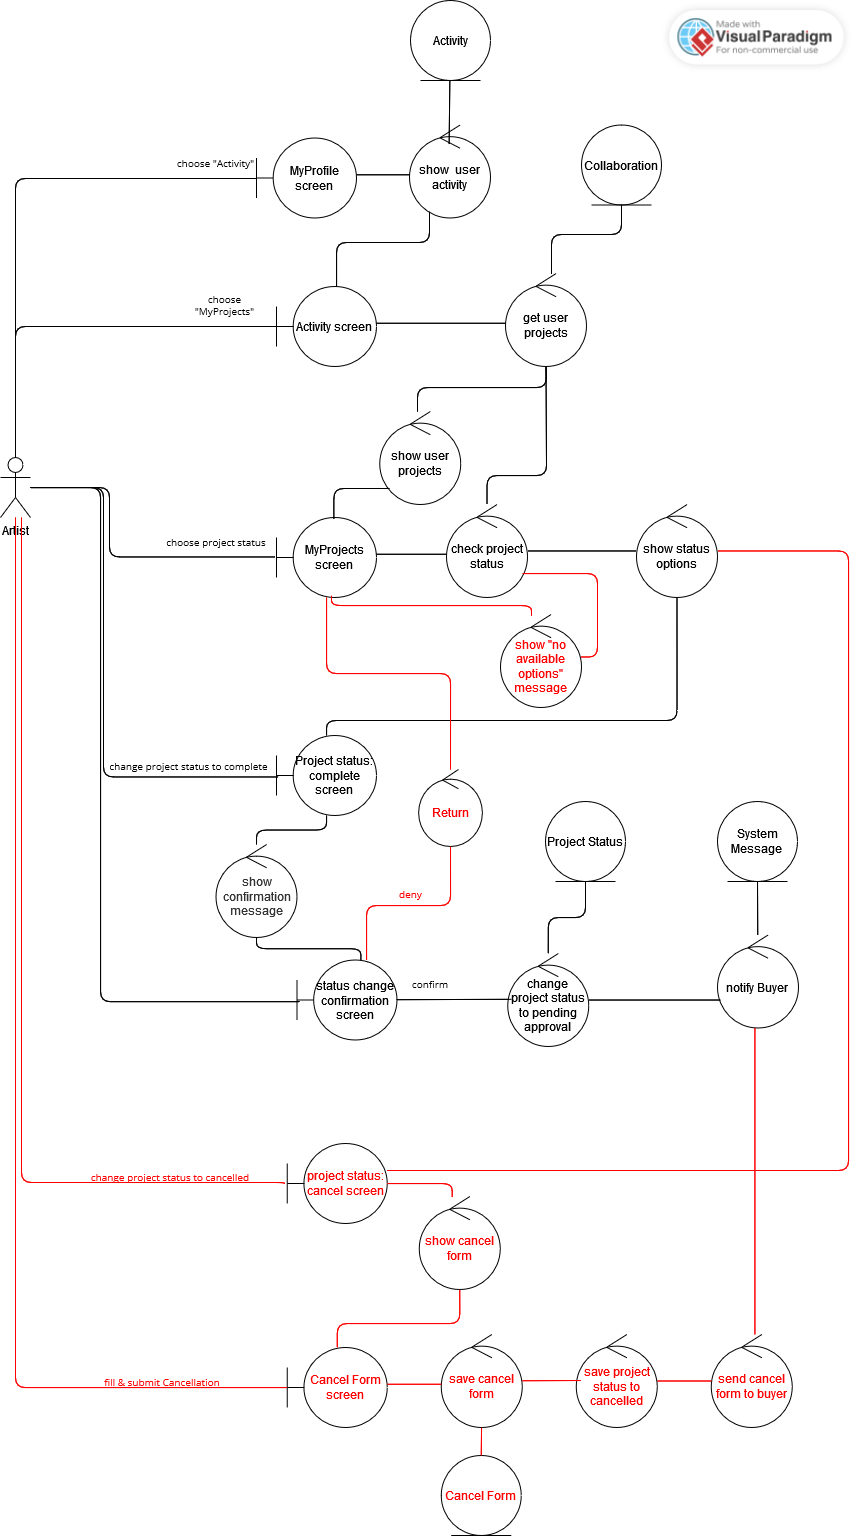 Made with
VisualParadigm
For non-commercial use
Activity
choose "Activity"
MyProfile
screen
show user
activity
Collaboration
choose
"MyProjects"
Activity screen
get user
projects
show user
projects
Artist
choose project status
MyProjects
screen
check project
status
show status
options
show "no
available
options"
message
change project status to complete
Project status:
complete
screen
Return
Project Status
System
Message
show
confirmation
message
deny
status change
confirmation
screen
confirm
change
project status
to pending
approval
notify Buyer
change project status to cancelled
project status:
cancel screen
show cancel
form
fill & submit Cancellation
Cancel Form
screen
save cancel
form
save project
status to
cancelled
send cancel
form to buyer
Cancel Form